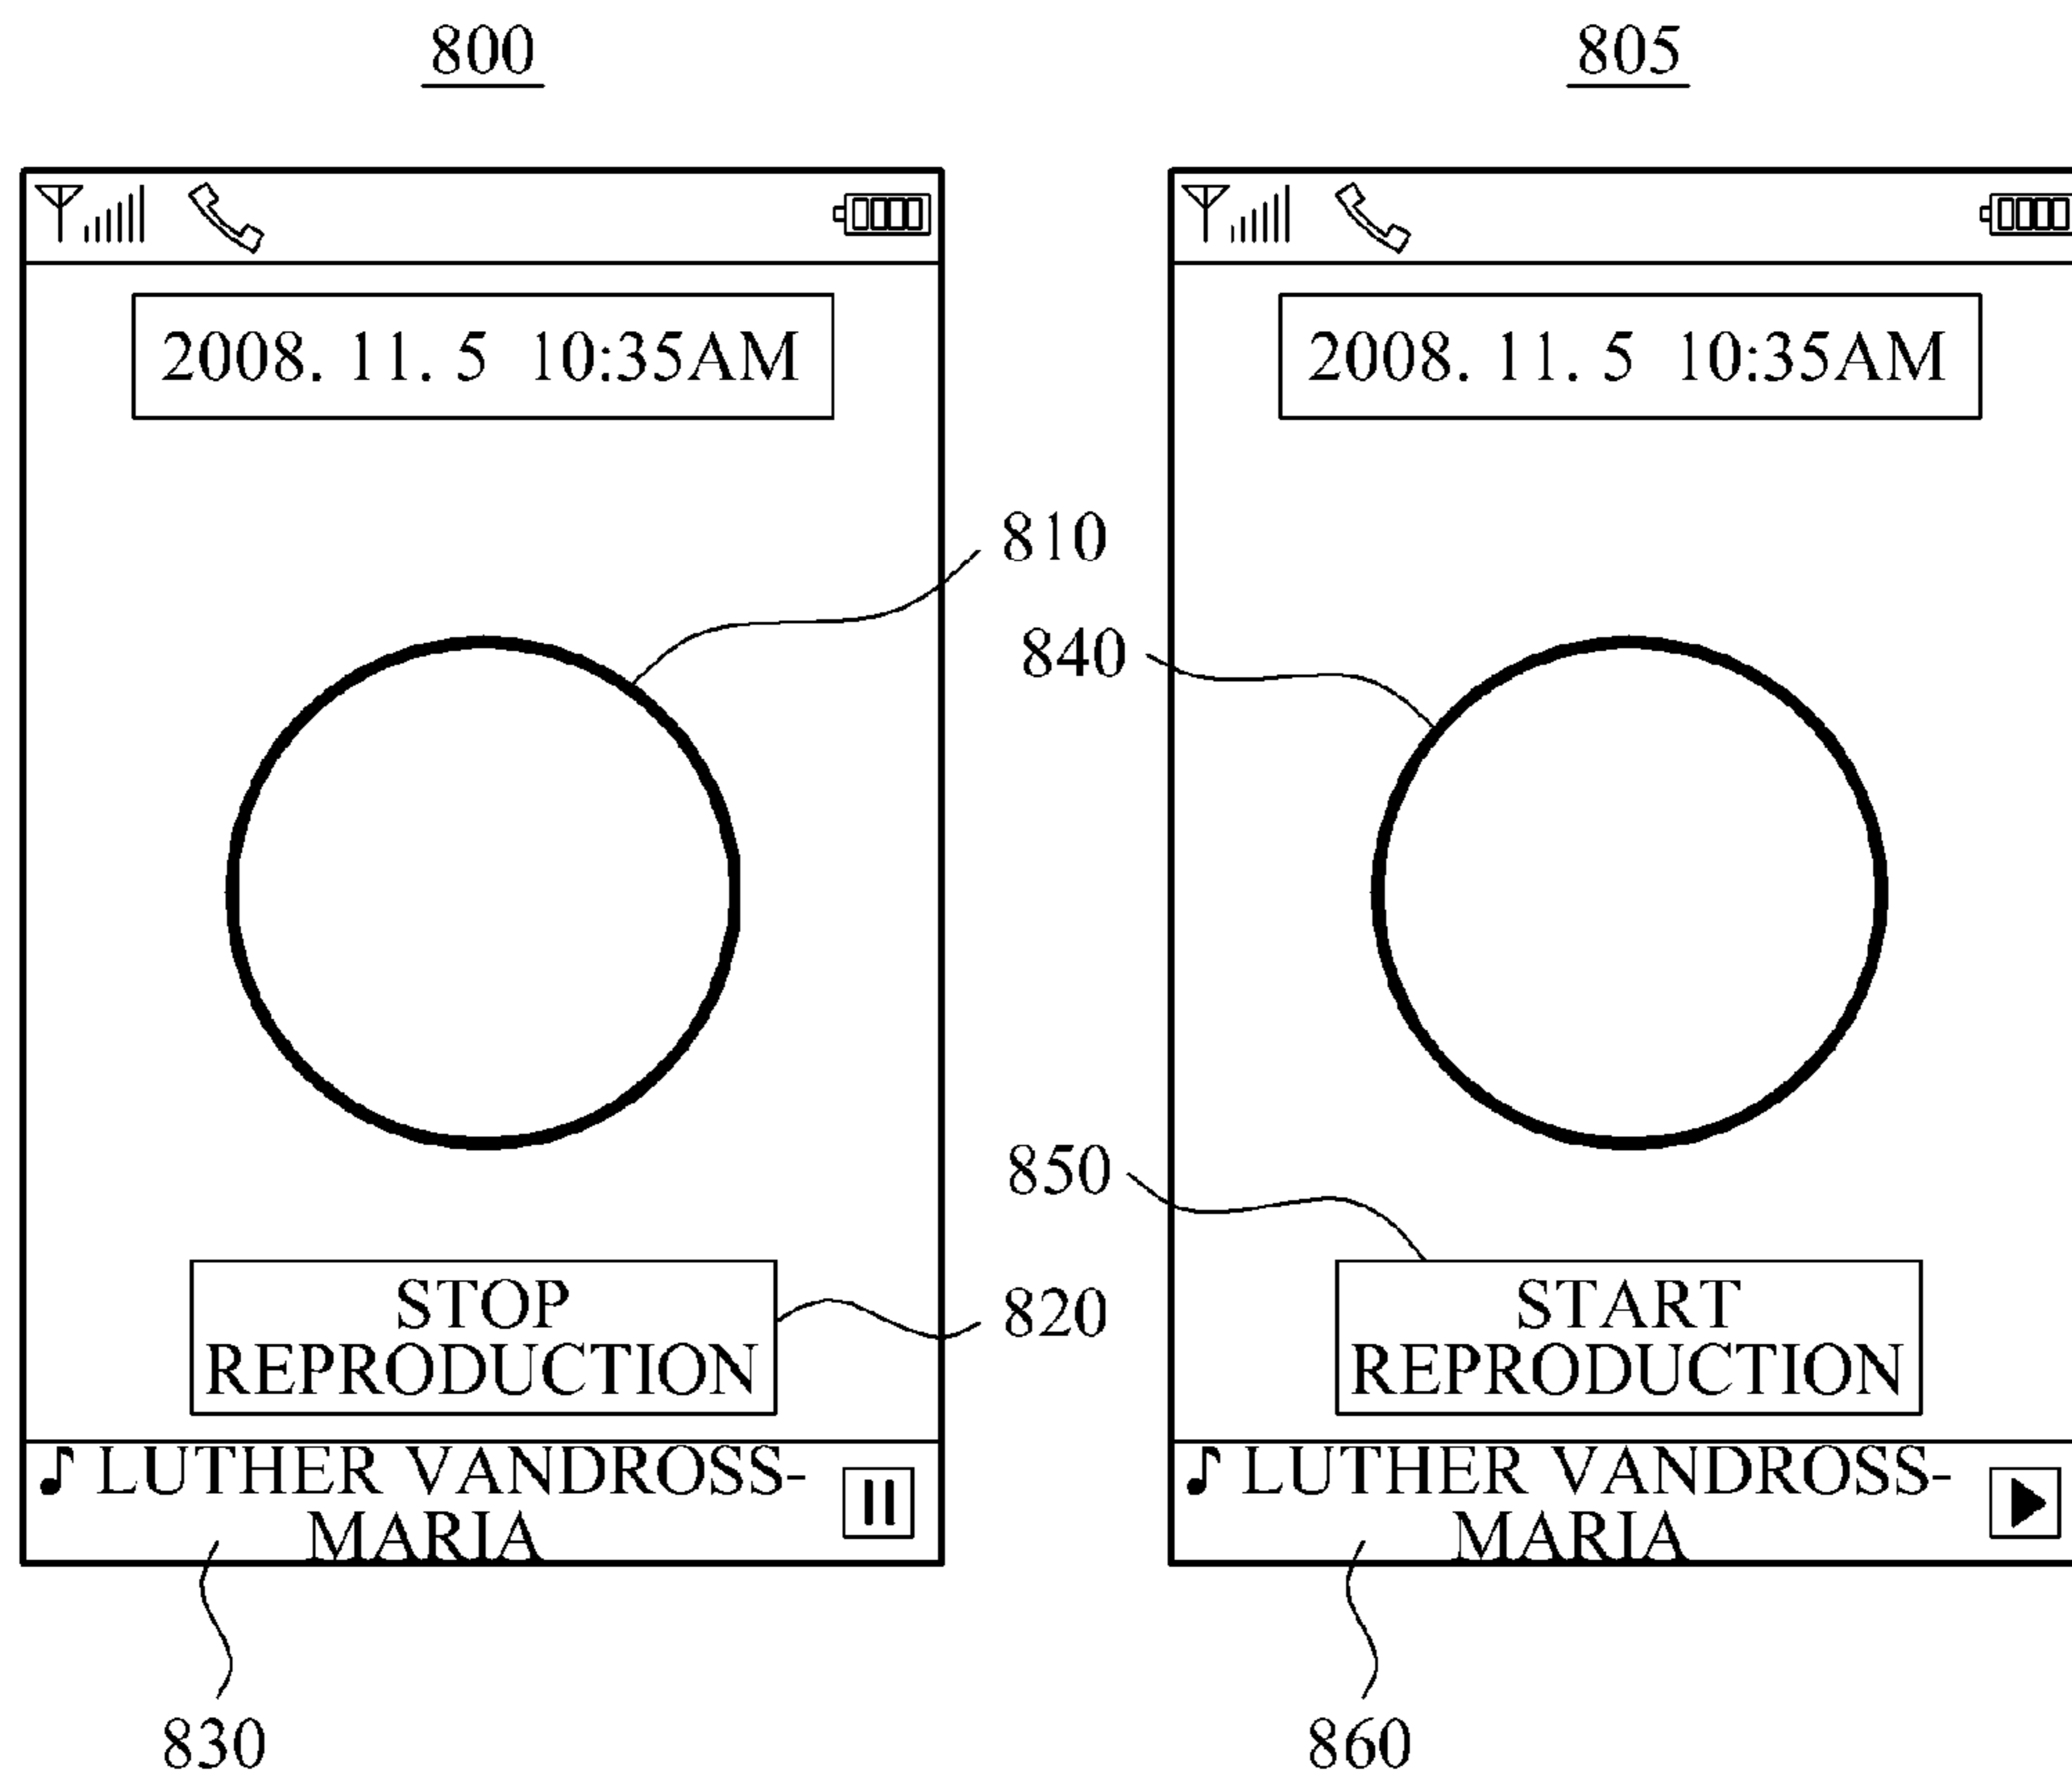 800
2008. 11. 5 10:35AM
810
STOP
REPRODUCTION
820
♪ LUTHER VANDROSS-
MARIA
830
805
2008. 11. 5 10:35AM
840
850
START
REPRODUCTION
♪ LUTHER VANDROSS-
MARIA
860